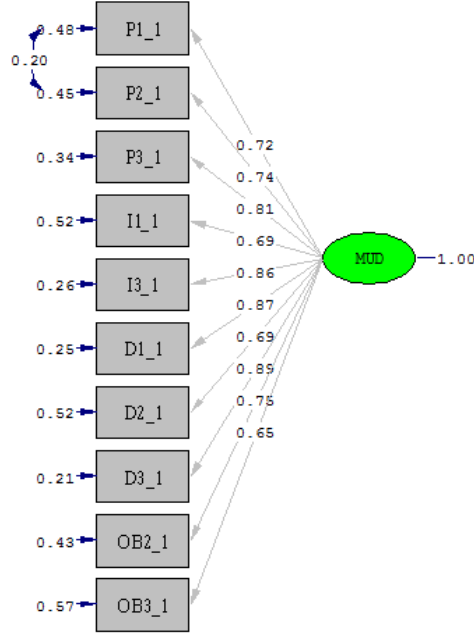 0.48 P1_1
0.20
0.45 P2_1
0.72
0.74
0.34 P3_1
0.81
0.52 I1_1
0.69
MUD 1.00
0.26 I3_1
0.86
0.87
0.25 D1_1
0.69
0.89
0.52 D2_1
0.75
0.65
0.21 D3_1
0.43 OB2_1
0.57 OB3_1